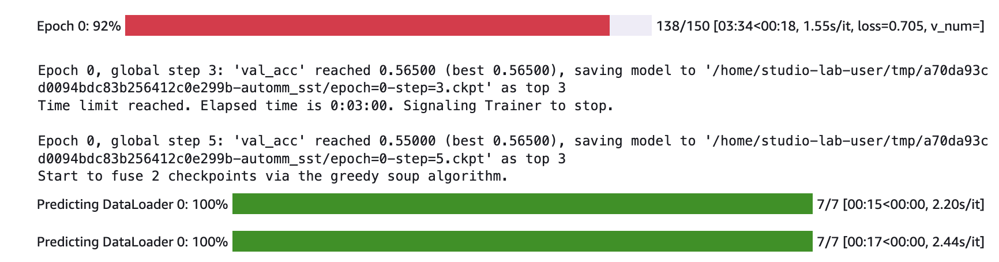 Epoch 0: 92% 138/150 [03:34<00:18, 1.55s/it, loss=0.705, v_num=]
Epoch 0, global step 3: 'val_acc' reached 0.56500 (best 0.56500), saving model to '/home/studio-lab-user/tmp/a70da93c
d0094bdc83b256412c0e299b-automm_sst/epoch=0-step=3.ckpt' as top 3
Time limit reached. Elapsed time is 0:03:00. Signaling Trainer to stop.
Epoch 0, global step 5: 'val_acc' reached 0.55000 (best 0.56500), saving model to '/home/studio-lab-user/tmp/a70da93c
d0094bdc83b256412c0e299b-automm_sst/epoch=0-step=5.ckpt' as top 3
Start to fuse 2 checkpoints via the greedy soup algorithm.
Predicting DataLoader 0: 100% 7/7 [00:15<00:00, 2.20s/it]
Predicting DataLoader 0: 100% 7/7 [00:17<00:00, 2.44s/it]